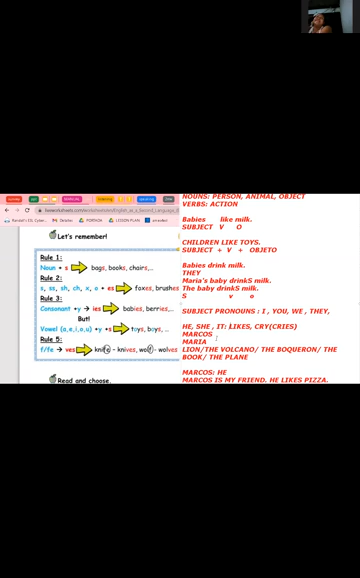 NOUNS: PERSON, ANIMAL, OBJECT
VERBS: ACTION
Babies like milk.
SUBJECT V O
CHILDREN LIKE TOYS.
SUBJECT + V + OBJETO
Babies drink milk.
THEY
Maria's baby drinkS milk.
The baby drinkS milk.
S v o
SUBJECT PRONOUNS : I , YOU, WE , THEY,
HE, SHE , IT: LIKES, CRY(CRIES)
MARCOS .
MARIA
LION/THE VOLCANO/ THE BOQUERON/ THE
BOOK/ THE PLANE
MARCOS: HE
MARCOS IS MY FRIEND. HE LIKES PIZZA.
Let's remember!
Rule 1:
Noun + s bags, books, chairs,...
Rule 2:
s, ss, sh, ch, x, o + es foxes, brushes
Rule 3:
Consonant +y → ies babies, berries,...
But!
Vowel (a,e,i,o,u) +y +s toys, boys, ...
Rule 5:
f/fe → ves knife - knives, wolf - wolves
Read and choose.